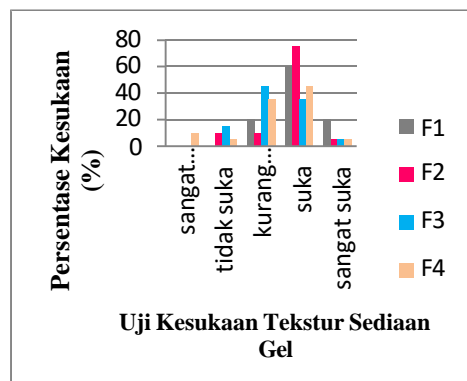 Persentase Kesukaan
(%)
80
60
40
20
0
sangat...
tidak suka
kurang...
suka
sangat suka
F1
F2
F3
F4
Uji Kesukaan Tekstur Sediaan
Gel